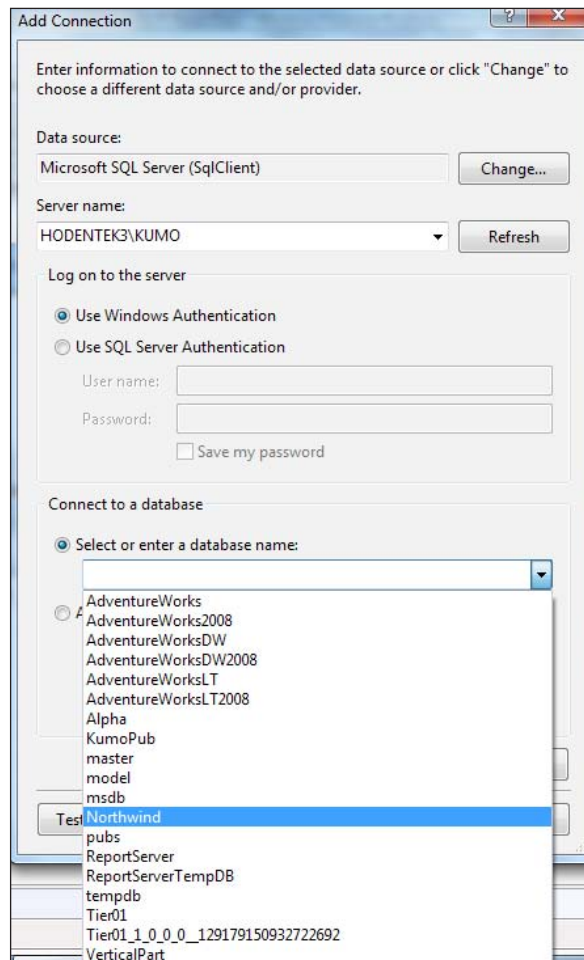 Add Connection
?
X
Enter information to connect to the selected data source or click "Change" to
choose a different data source and/or provider.
Data source:
Microsoft SQL Server (SqlClient)
Change...
Server name:
HODENTEK3\KUMO
Refresh
Log on to the server
Use Windows Authentication
Use SQL Server Authentication
User name:
Password:
Save my password
Connect to a database
Select or enter a database name:
AdventureWorks
AdventureWorks2008
AdventureWorksDW
AdventureWorksDW2008
AdventureWorksLT
AdventureWorksLT2008
Alpha
KumoPub
master
model
msdb
Northwind
pubs
ReportServer
ReportServerTempDB
tempdb
Tier01
Tier01_1_0_0_0__129179150932722692
VerticalPart